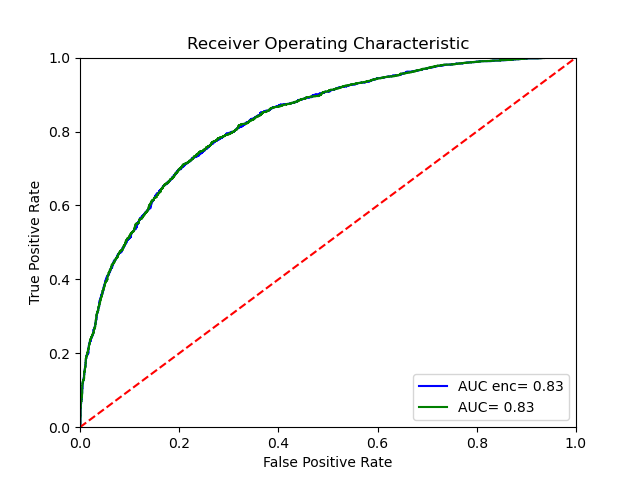 Receiver Operating Characteristic
True Positive Rate
1.0
0.8
0.6
0.4
0.2
0.0
AUC enc= 0.83
AUC= 0.83
0.0 0.2 0.4 0.6 0.8 1.0
False Positive Rate